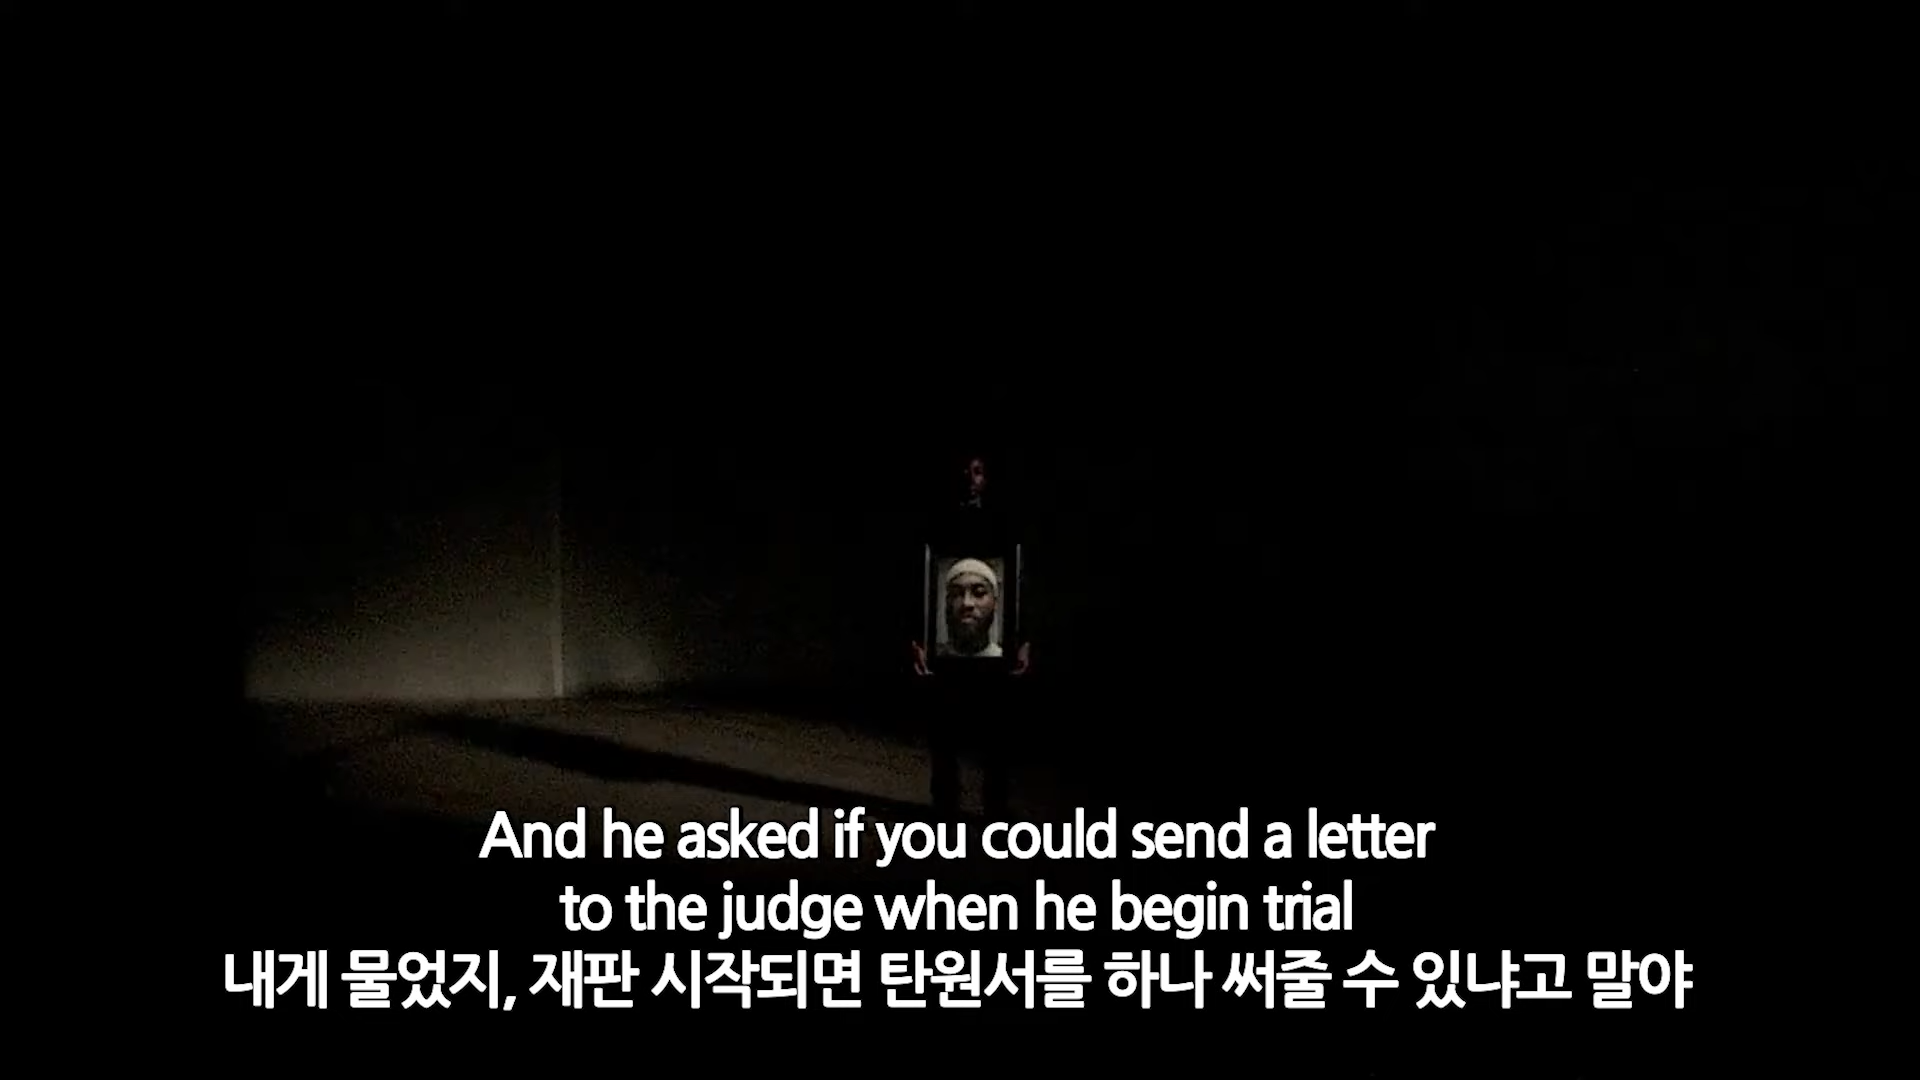 And he asked if you could send a letter
to the judge when he begin trial
내게 물었지, 재판 시작되면 탄원서를 하나 써줄 수 있냐고 말야